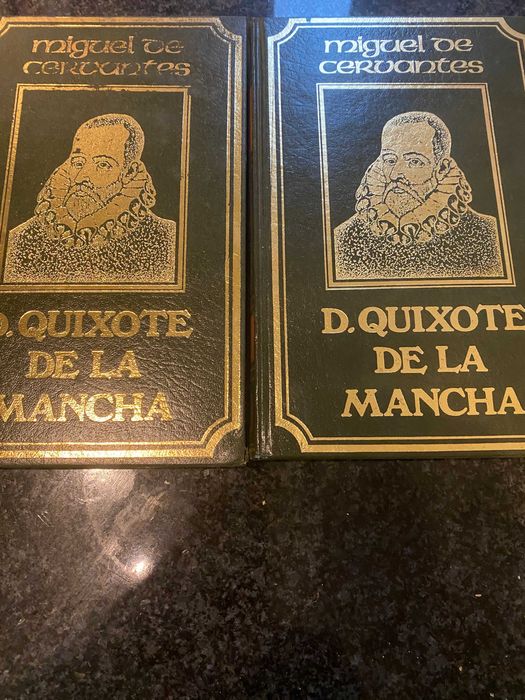 miguel de
cervantes
D. QUIXOTE
DE LA
MANCHA
miguel de
cervantes
D. QUIXOTE
DE LA
MANCHA